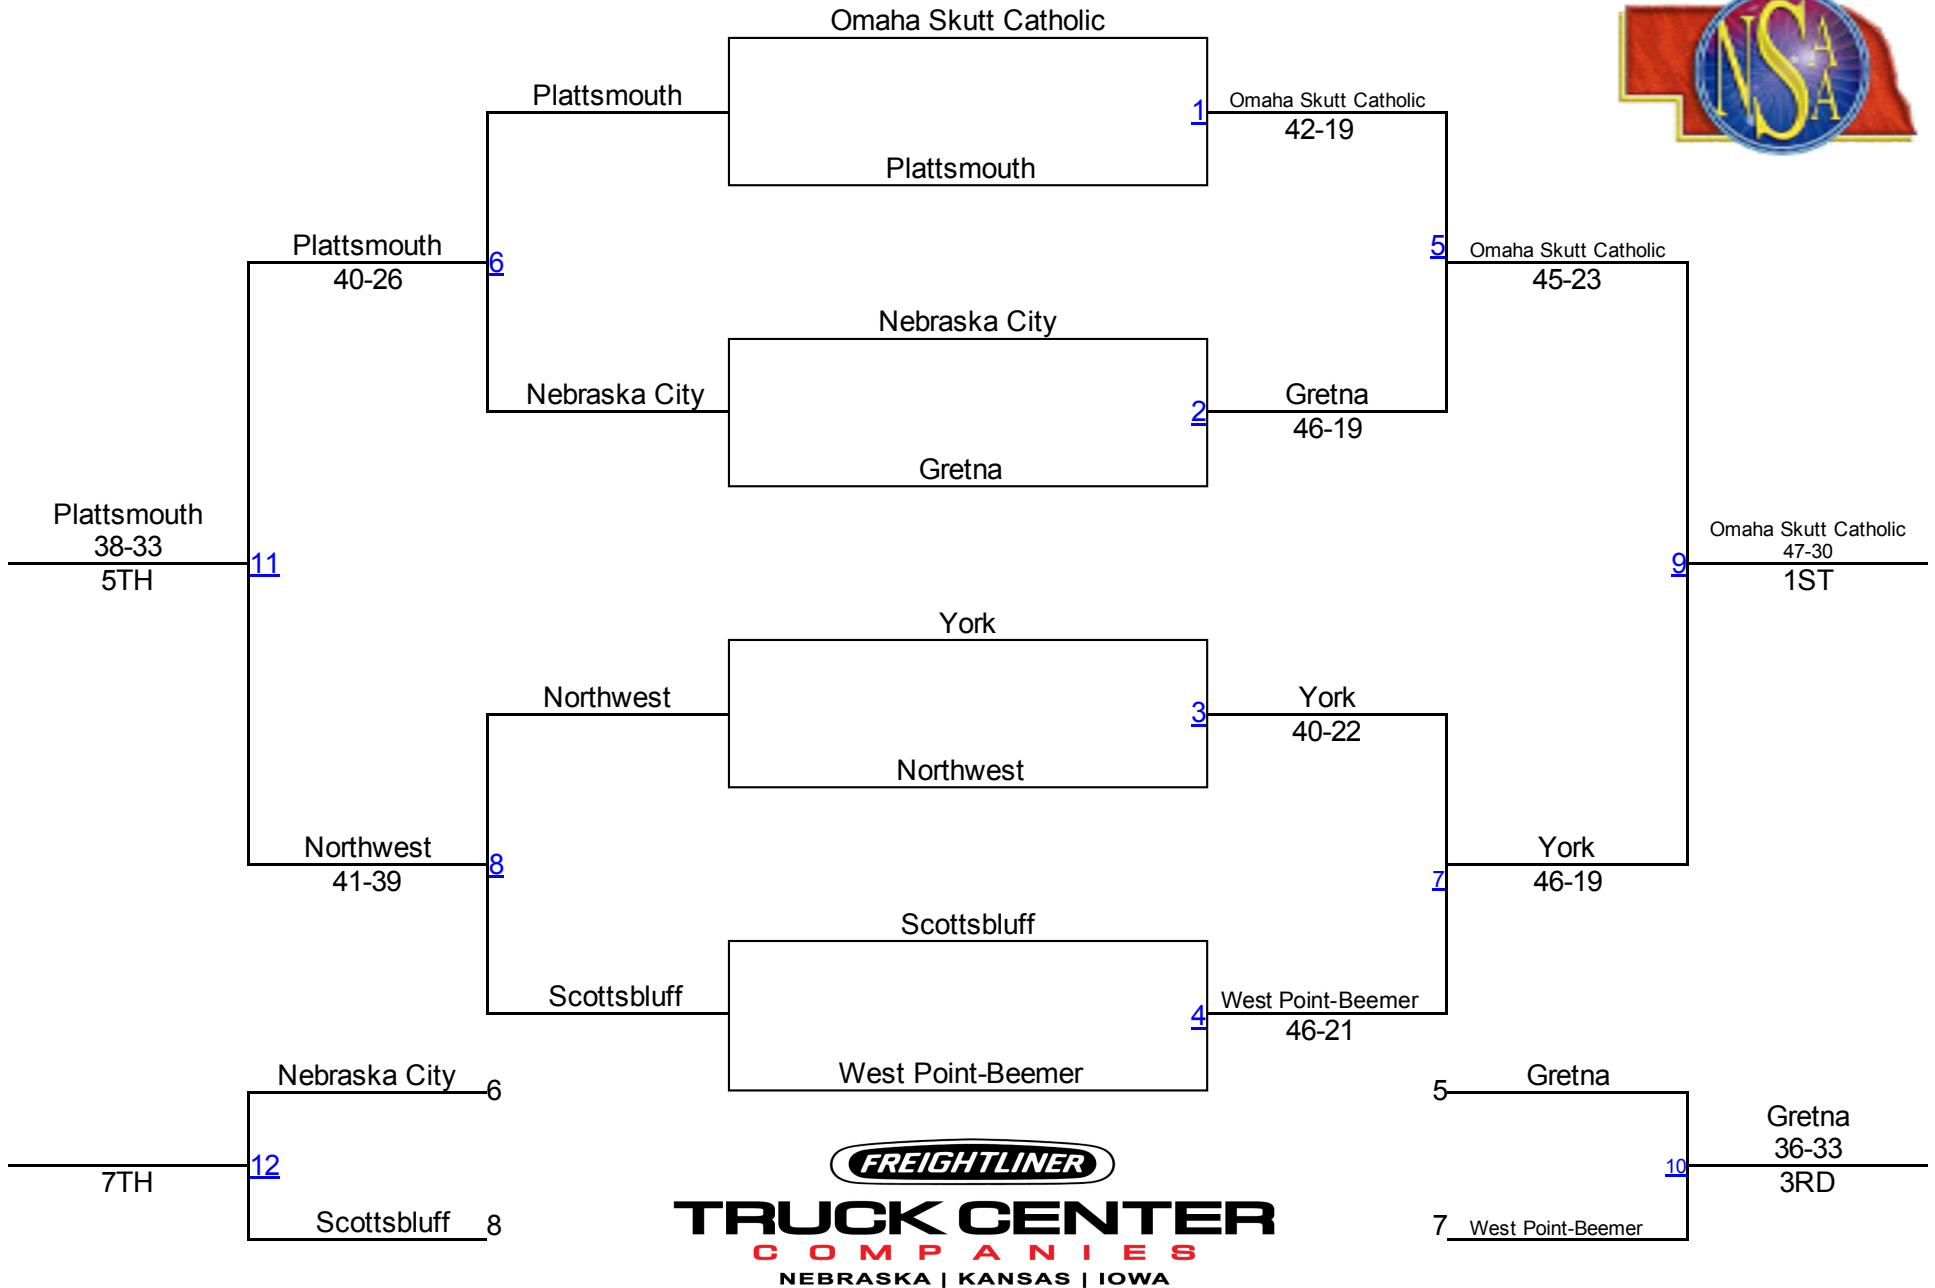 Omaha Skutt Catholic
NSAA
Plattsmouth
1
Omaha Skutt Catholic
42-19
Plattsmouth
Plattsmouth
40-26
6
5
Omaha Skutt Catholic
45-23
Nebraska City
Nebraska City
2
Gretna
46-19
Gretna
Plattsmouth
38-33
5TH
11
9
Omaha Skutt Catholic
47-30
1ST
York
Northwest
3
York
40-22
Northwest
Northwest
41-39
8
7
York
46-19
Scottsbluff
Scottsbluff
4
West Point-Beemer
46-21
West Point-Beemer
Nebraska City 6
12
7TH
Scottsbluff 8
5 Gretna
10
Gretna
36-33
3RD
7 West Point-Beemer
FREIGHTLINER
TRUCK CENTER
COMPANIES
NEBRASKA | KANSAS | IOWA